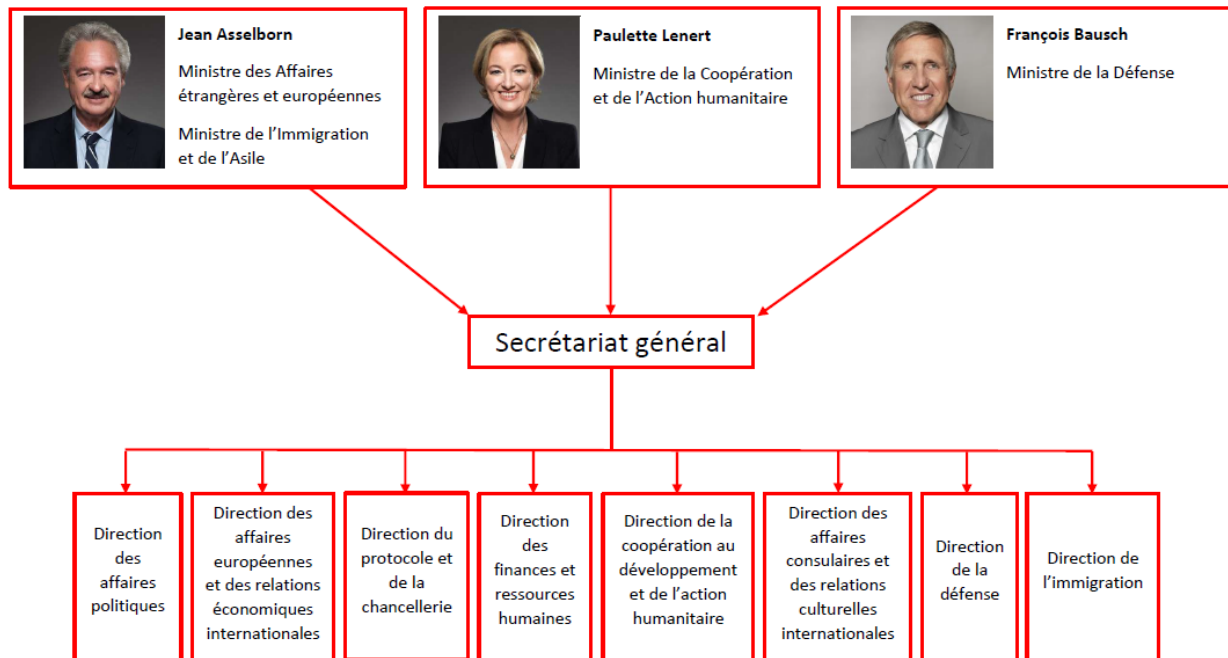 Jean Asselborn
Ministre des Affaires
étrangères et européennes
Ministre de l'Immigration
et de l'Asile
Paulette Lenert
Ministre de la Coopération
et de l'Action humanitaire
François Bausch
Ministre de la Défense
Secrétariat général
Direction
des
affaires
politiques
Direction des
affaires
européennes
et des relations
économiques
internationales
Direction du
protocole et
de la
chancellerie
Direction
des
finances et
ressources
humaines
Direction de la
coopération au
développement
et de l'action
humanitaire
Direction des
affaires
consulaires et
des relations
culturelles
internationales
Direction
de la
défense
Direction de
l'immigration